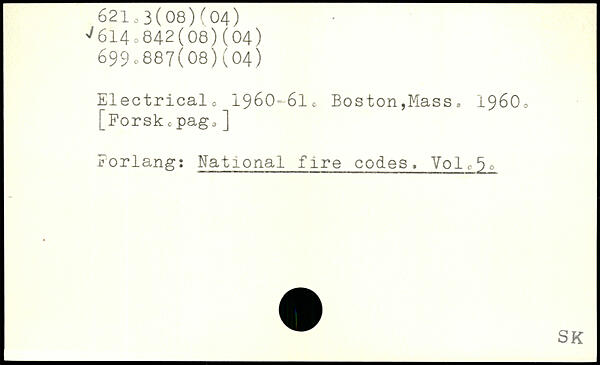 621.3(08)(04)
✓614.842(08)(04)
699.887(08)(04)
Electrical. 1960-61. Boston,Mass. 1960.
[Forsk.pag.]
Forlang: National fire codes. Vol.5.
SK